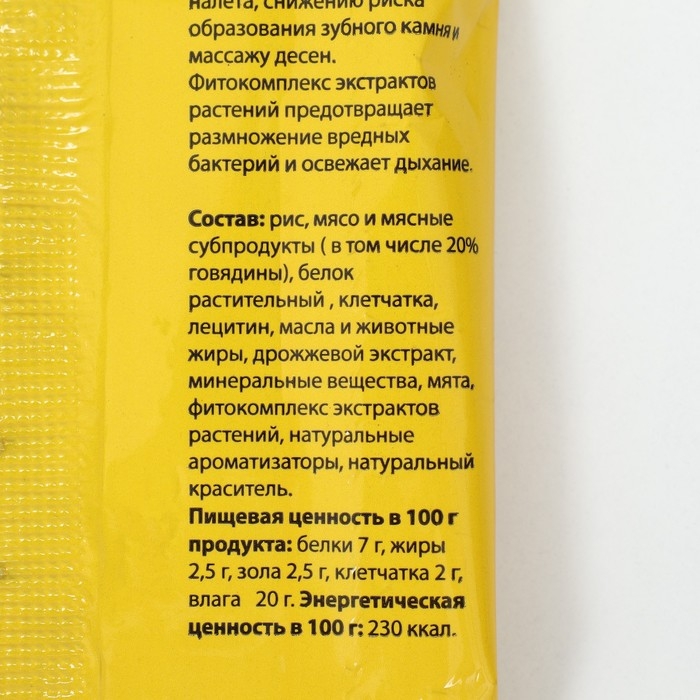 налета, снижению риска
образования зубного камня и
массажу десен.
Фитокомплекс экстрактов
растений предотвращает
размножение вредных
бактерий и освежает дыхание.
Состав: рис, мясо и мясные
субпродукты ( в том числе 20%
говядины), белок
растительный , клетчатка,
лецитин, масла и животные
жиры, дрожжевой экстракт,
минеральные вещества, мята,
фитокомплекс экстрактов
растений, натуральные
ароматизаторы, натуральный
краситель.
Пищевая ценность в 100 г
продукта: белки 7 г, жиры
2,5 г, зола 2,5 г, клетчатка 2 г,
влага 20 г. Энергетическая
ценность в 100 г: 230 ккал.